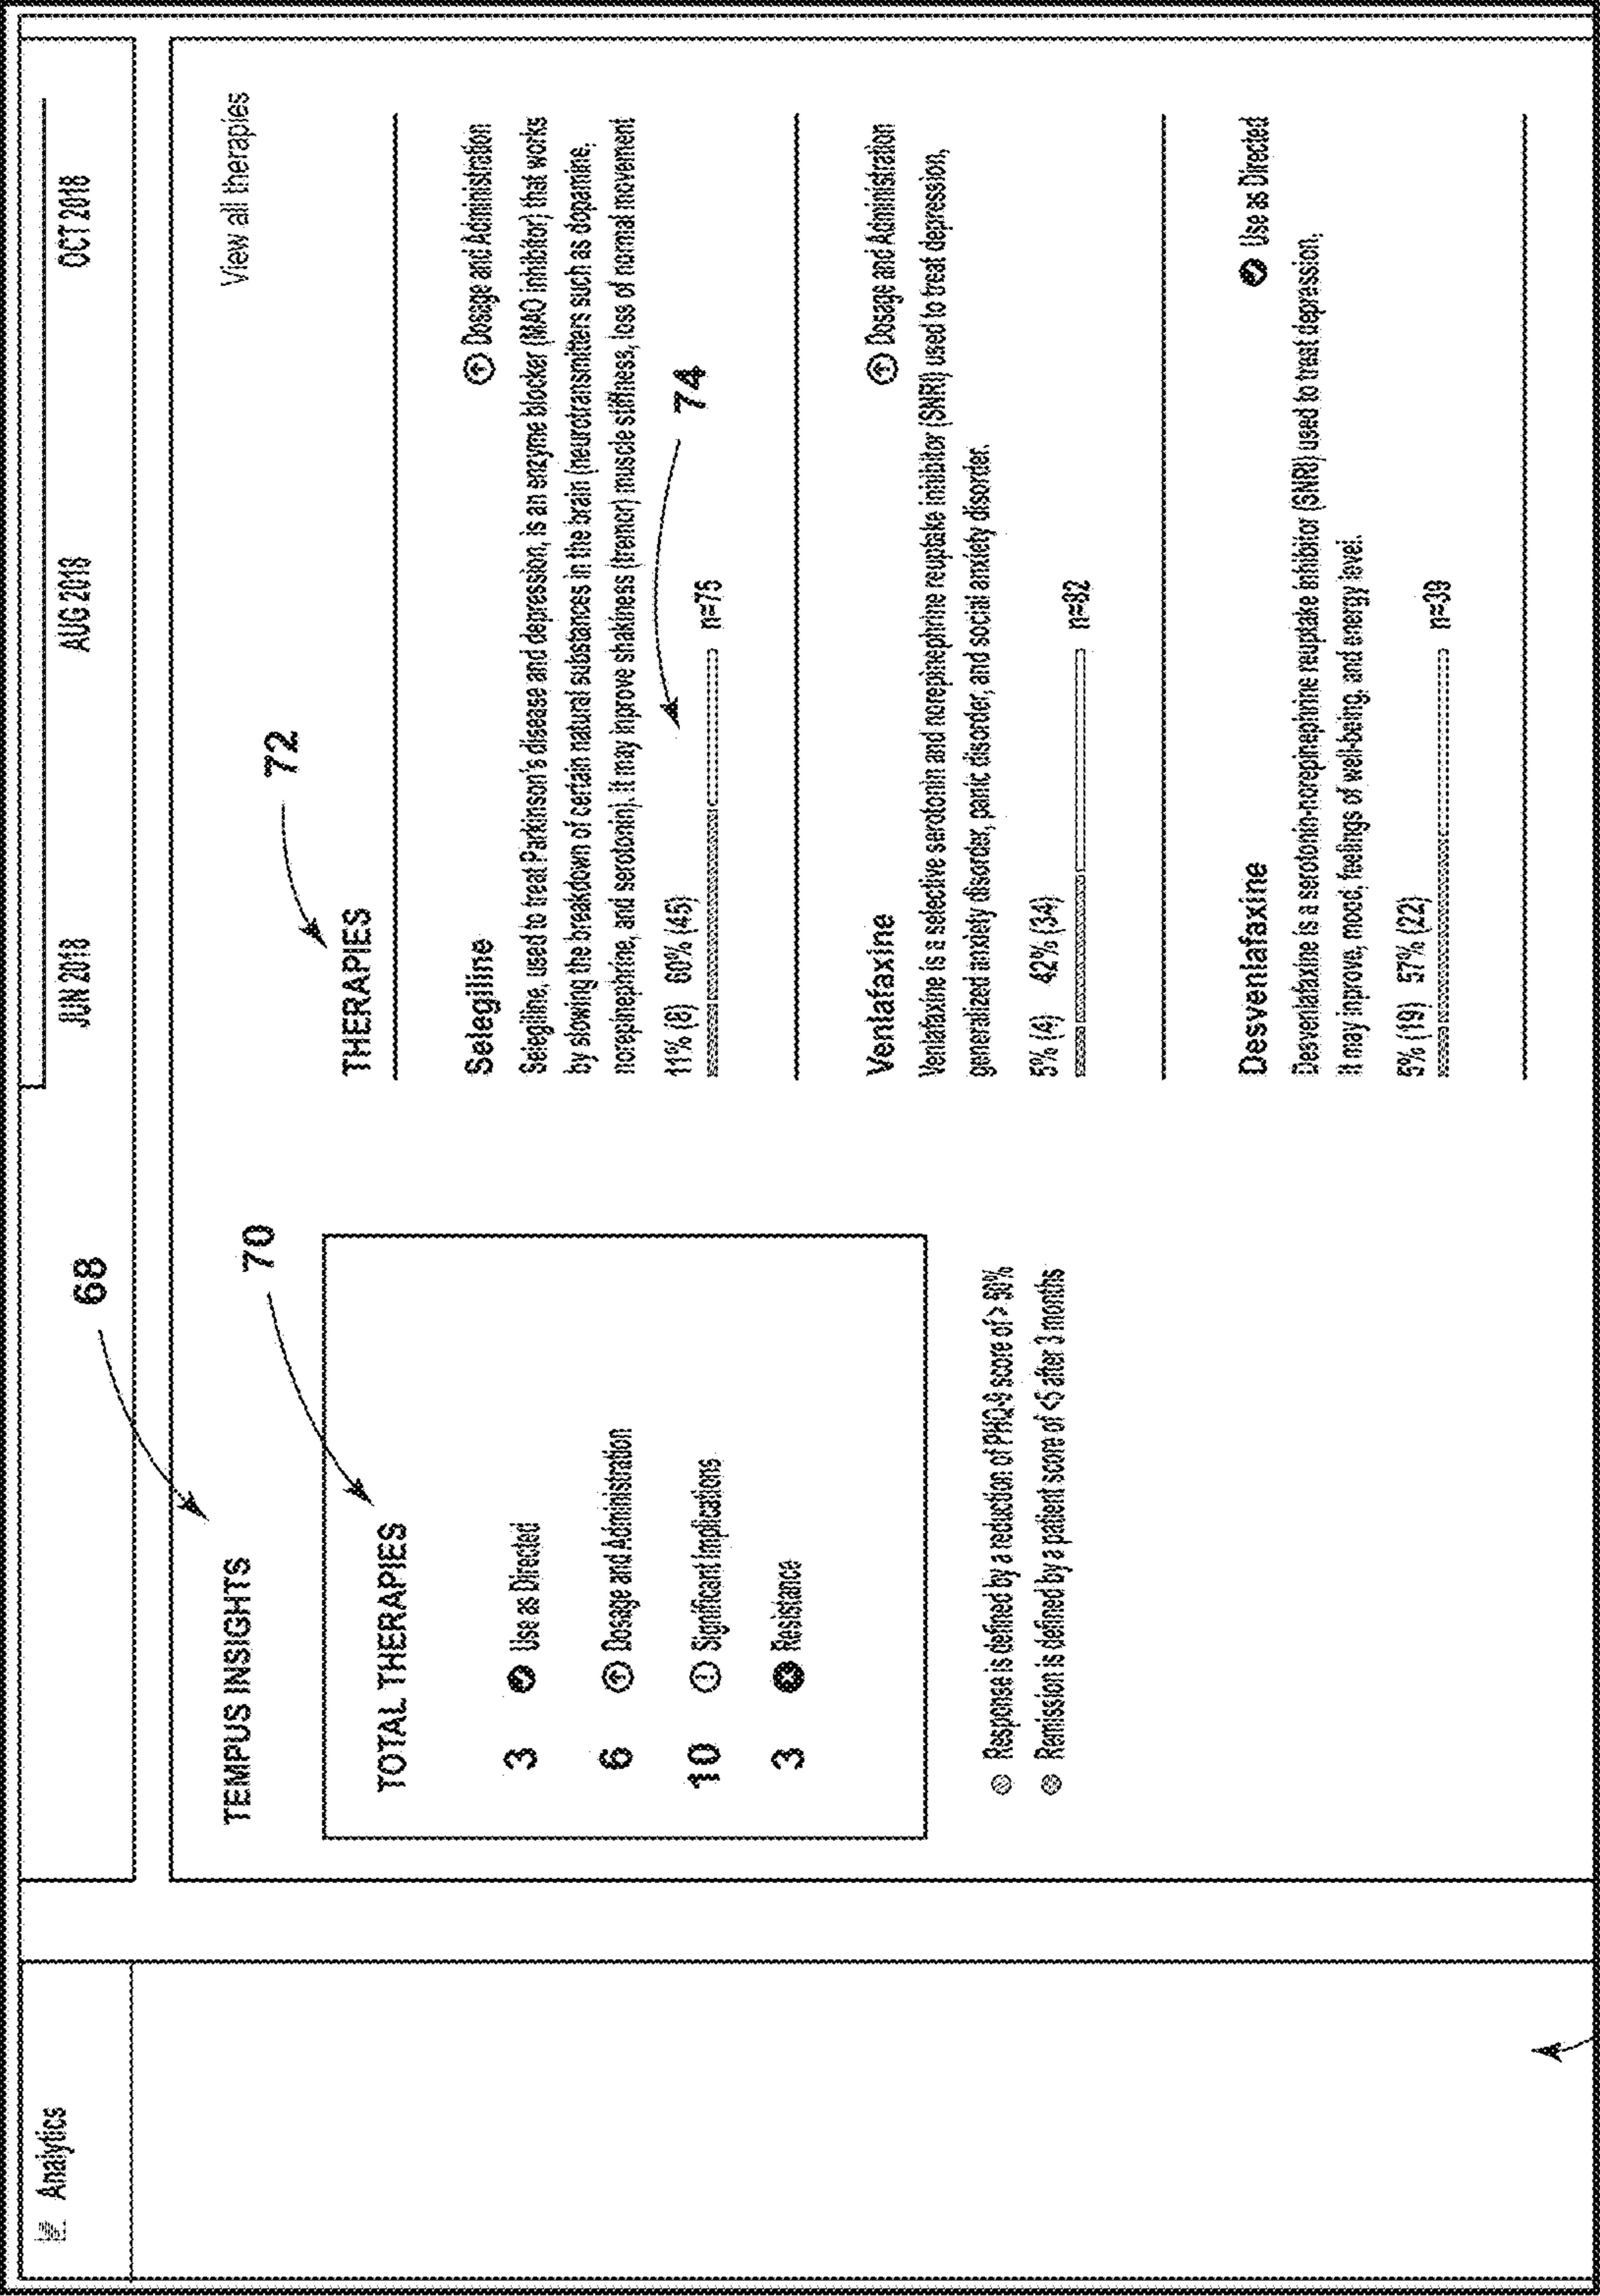 Analytics
JUN 2018
AUG 2018
OCT 2018
68
TEMPUS INSIGHTS
View all therapies
70
TOTAL THERAPIES
3 Use as Directed
6 Dosage and Administration
10 Significant Implications
3 Resistance
Response is defined by a reduction of PHQ-9 score of > 50%
Remission is defined by a patient score of <5 after 3 months
72
THERAPIES
Selegiline
Dosage and Administration
Selegiline, used to treat Parkinson's disease and depression, is an enzyme blocker (MAO inhibitor) that works
by slowing the breakdown of certain natural substances in the brain (neurotransmitters such as dopamine,
norepinephrine, and serotonin). It may inprove shakiness (tremor) muscle stiffness, loss of normal movement
74
11% (8) 60% (45)
n=75
Venlafaxine
Dosage and Administration
Venlafaxine is a selective serotonin and norepinephrine reuptake inhibitor (SNRI) used to treat depression,
generalized anxiety disorder, panic disorder, and social anxiety disorder.
5% (4) 42% (34)
n=82
Desvenlafaxine
Use as Directed
Desvenlafaxine is a serotonin-norepinephrine reuptake inhibitor (SNRI) used to treat depression.
It may improve, mood, feelings of well-being, and energy level.
5% (19) 57% (22)
n=39